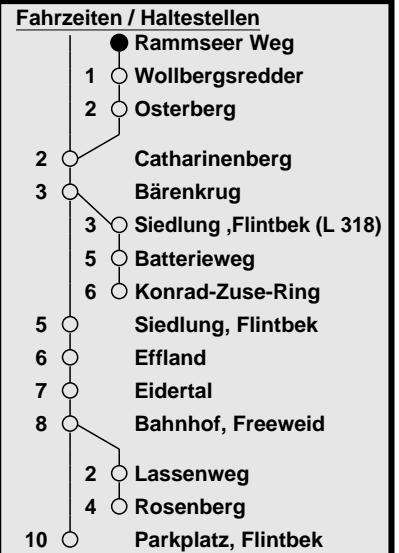 Fahrzeiten / Haltestellen
Rammseer Weg
1 Wollbergsredder
2 Osterberg
2 Catharinenberg
3 Bärenkrug
3 Siedlung ,Flintbek (L 318)
5 Batterieweg
6 Konrad-Zuse-Ring
5 Siedlung, Flintbek
6 Effland
7 Eidertal
8 Bahnhof, Freeweid
2 Lassenweg
4 Rosenberg
10 Parkplatz, Flintbek